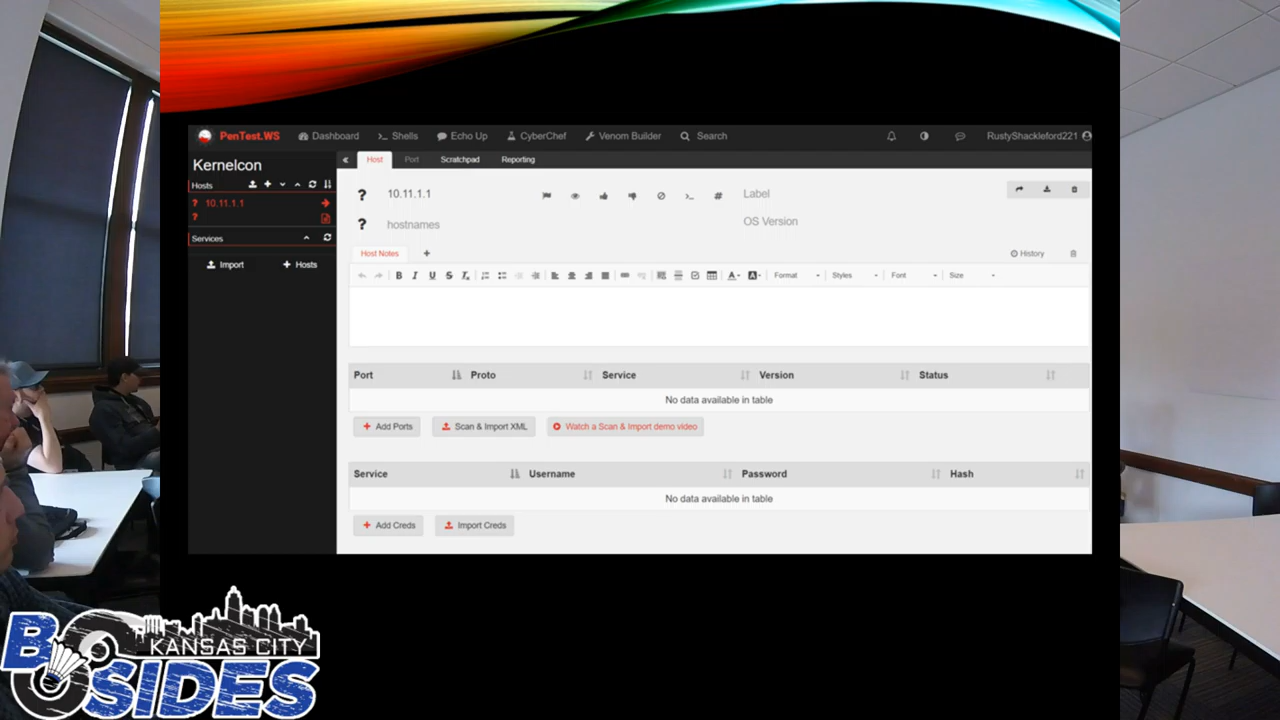 PenTest.WS Dashboard Shells Echo Up CyberChef Venom Builder Search RustyShackleford221
Kernelcon
Host Port Scratchpad Reporting
Hosts
10.11.1.1
Services
Import Hosts
10.11.1.1 Label
hostnames OS Version
Host Notes History
B I U S Format Styles Font Size
Port Proto Service Version Status
No data available in table
Add Ports Scan & Import XML Watch a Scan & Import demo video
Service Username Password Hash
No data available in table
Add Creds Import Creds
KANSAS CITY
BSIDES